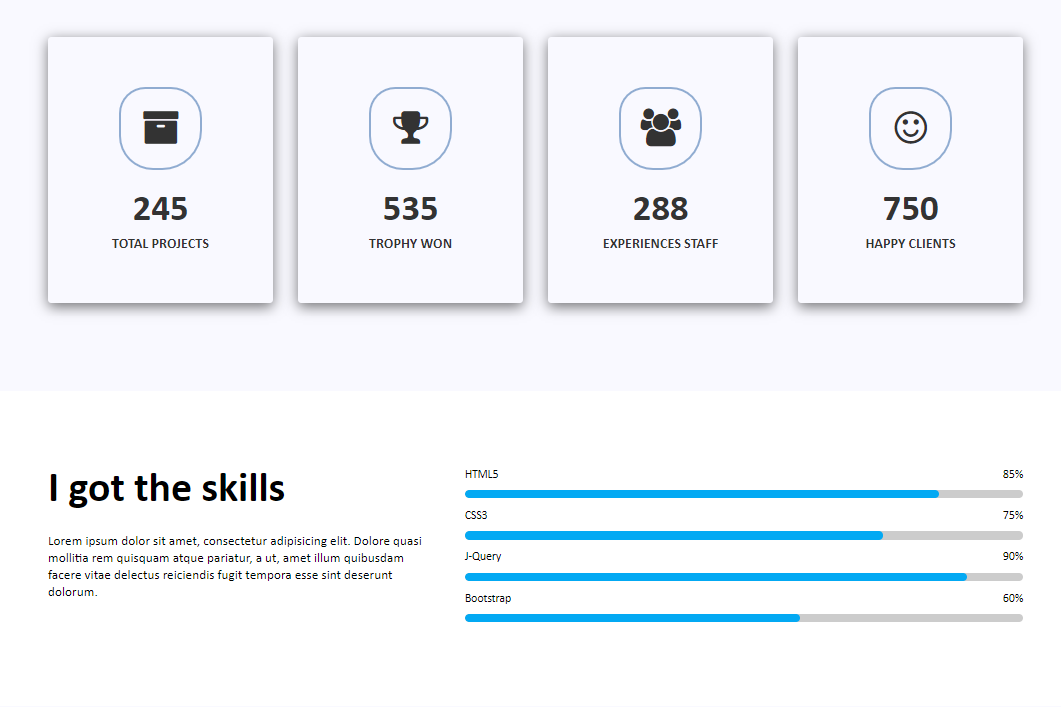 245
TOTAL PROJECTS
535
TROPHY WON
288
EXPERIENCES STAFF
750
HAPPY CLIENTS
I got the skills
Lorem ipsum dolor sit amet, consectetur adipisicing elit. Dolore quasi
mollitia rem quisquam atque pariatur, a ut, amet illum quibusdam
facere vitae delectus reiciendis fugit tempora esse sint deserunt
dolorum.
HTML5 85%
CSS3 75%
J-Query 90%
Bootstrap 60%